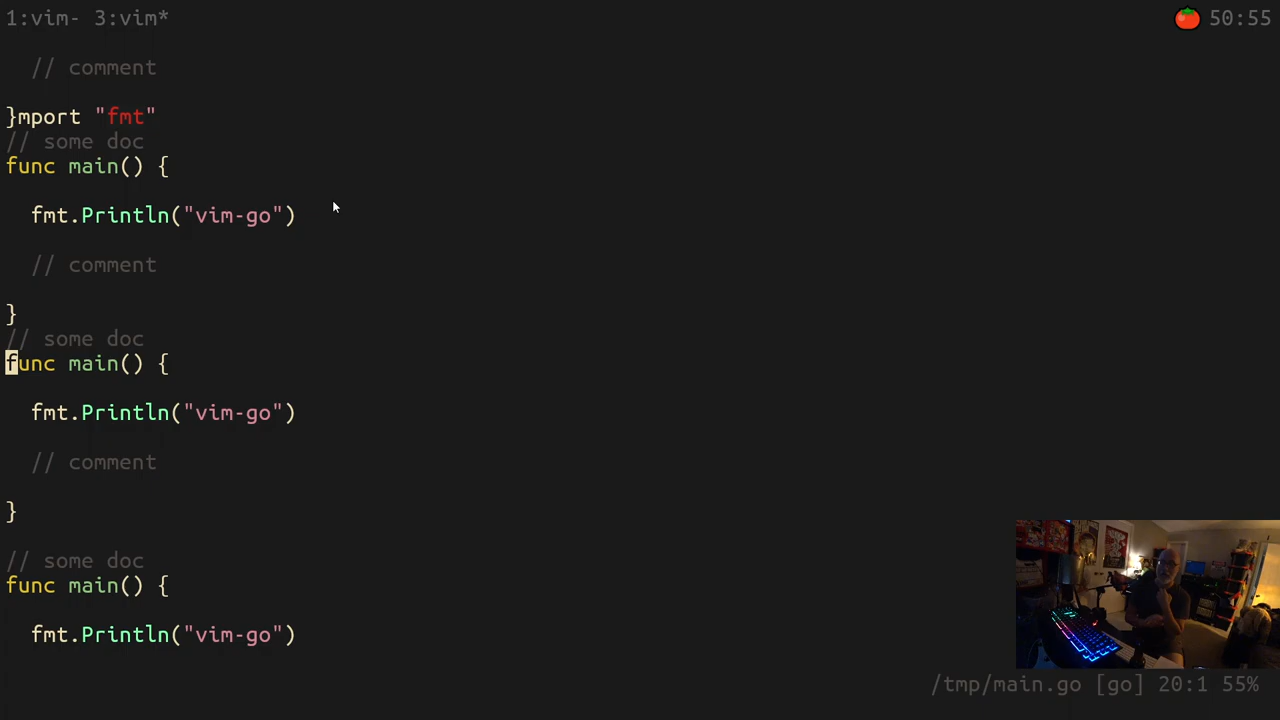 1:vim- 3:vim* 50:55
// comment
}mport "fmt"
// some doc
func main() {
fmt.Println("vim-go")
// comment
}
// some doc
func main() {
fmt.Println("vim-go")
// comment
}
// some doc
func main() {
fmt.Println("vim-go")
/tmp/main.go [go] 20:1 55%